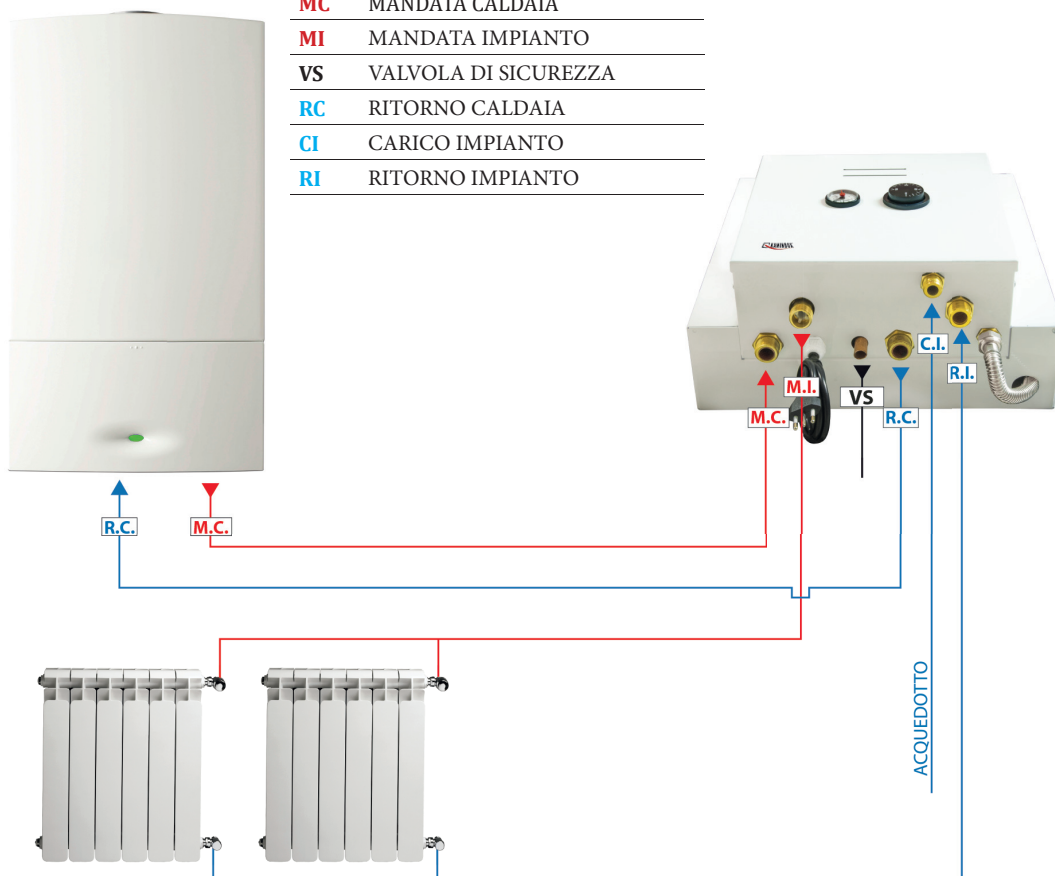 MC MANDATA CALDAIA
MI MANDATA IMPIANTO
VS VALVOLA DI SICUREZZA
RC RITORNO CALDAIA
CI CARICO IMPIANTO
RI RITORNO IMPIANTO
C.I.
R.I.
M.I.
VS
M.C.
R.C.
R.C.
M.C.
ACQUEDOTTO